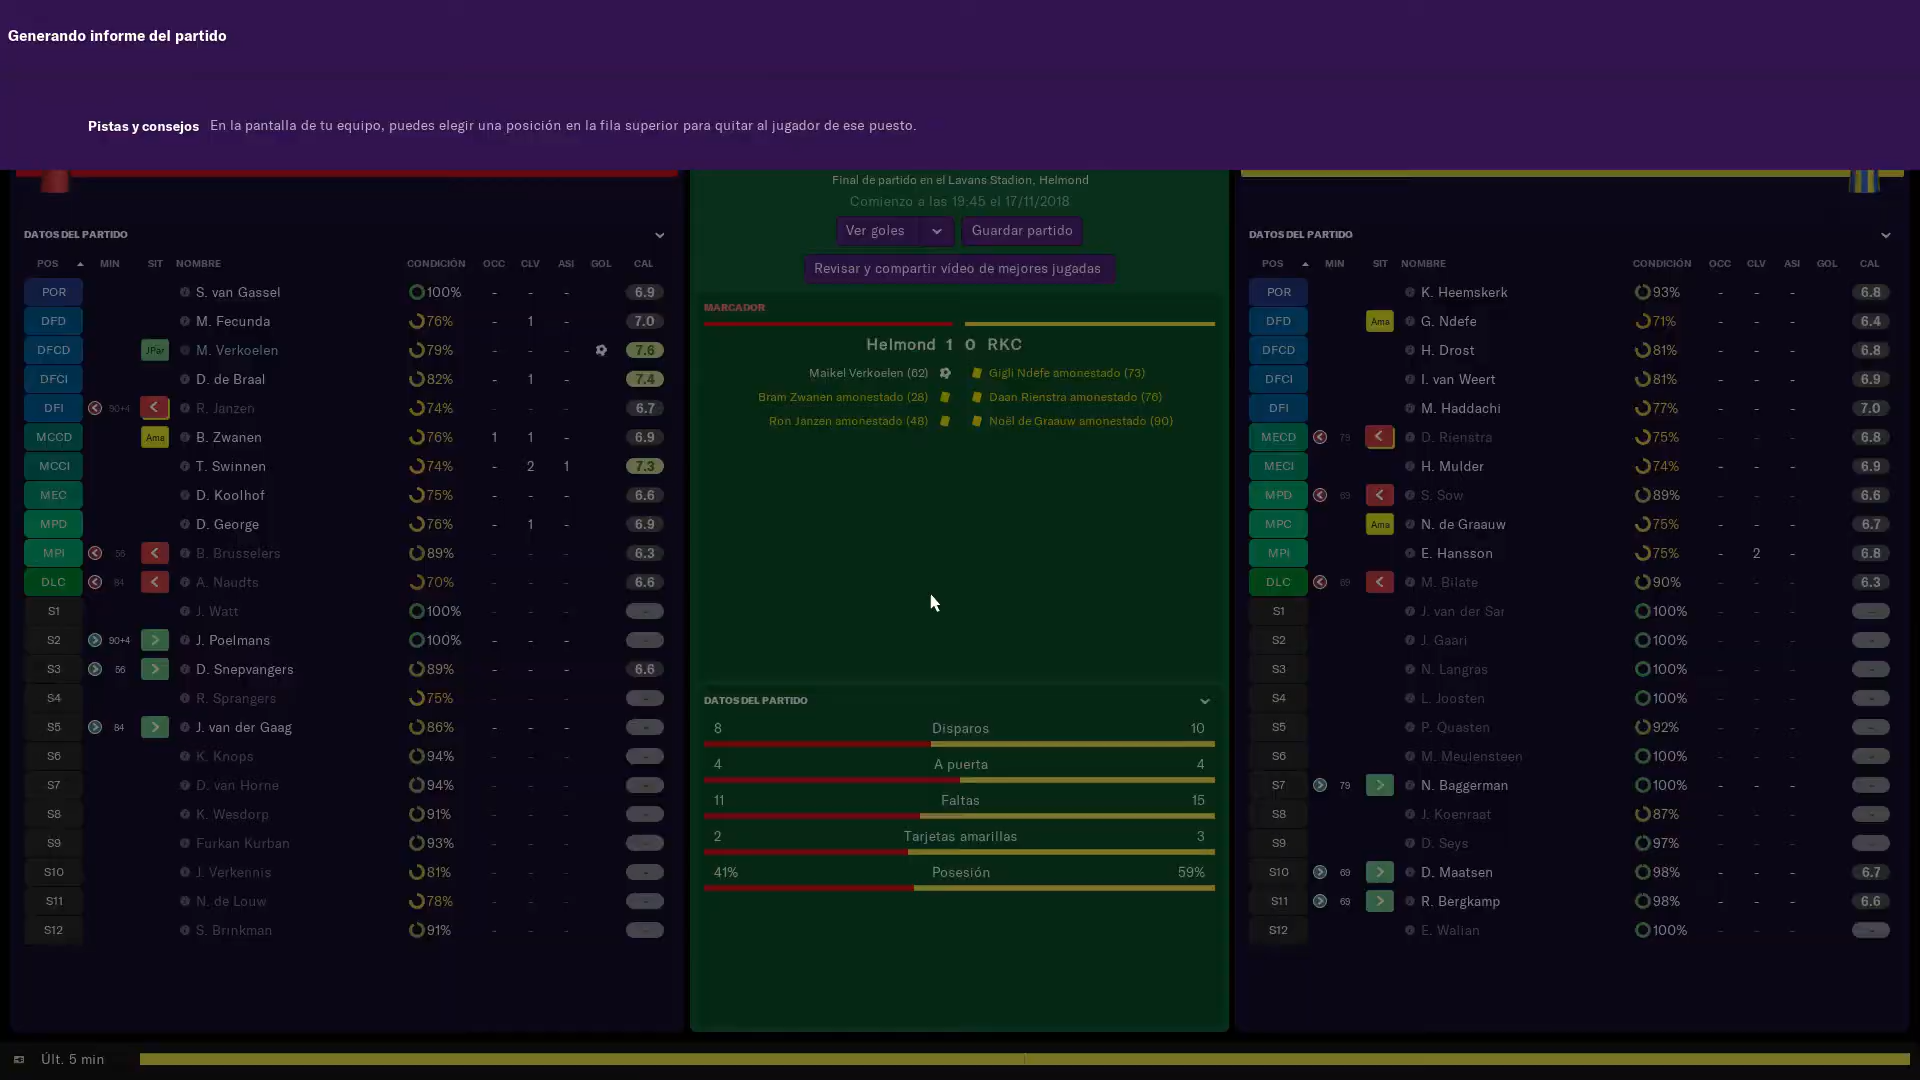 Generando informe del partido
Pistas y consejos En la pantalla de tu equipo, puedes elegir una posición en la fila superior para quitar al jugador de ese puesto.
Final de partido en el Lavans Stadion, Helmond
Comienzo a las 19:45 el 17/11/2018
Ver goles
Guardar partido
Revisar y compartir vídeo de mejores jugadas
DATOS DEL PARTIDO
POS MIN SIT NOMBRE CONDICIÓN OCC CLV ASI GOL CAL
POR S. van Gassel 100% - - - 6.9
DFD M. Fecunda 76% - 1 - 7.0
DFCD JPar M. Verkoelen 79% - - - 7.6
DFCI D. de Braal 82% - 1 - 7.4
DFI 90+4 R. Janzen 74% - - - 6.7
MCCD Ama B. Zwanen 76% 1 1 - 6.9
MCCI T. Swinnen 74% - 2 1 7.3
MEC D. Koolhof 75% - - - 6.6
MPD D. George 76% - 1 - 6.9
MPI 56 B. Brusselers 89% - - - 6.3
DLC 84 A. Naudts 70% - - - 6.6
S1 J. Watt 100% - - - -
S2 90+4 J. Poelmans 100% - - - -
S3 56 D. Snepvangers 89% - - - 6.6
S4 R. Sprangers 75% - - - -
S5 84 J. van der Gaag 86% - - - -
S6 K. Knops 94% - - - -
S7 D. van Horne 94% - - - -
S8 K. Wesdorp 91% - - - -
S9 Furkan Kurban 93% - - - -
S10 J. Verkennis 81% - - - -
S11 N. de Louw 78% - - - -
S12 S. Brinkman 91% - - - -
MARCADOR
Helmond 1 0 RKC
Maikel Verkoelen (62) Gigli Ndefe amonestado (73)
Bram Zwanen amonestado (28) Daan Rienstra amonestado (76)
Ron Janzen amonestado (48) Noël de Graauw amonestado (90)
DATOS DEL PARTIDO
8 Disparos 10
4 A puerta 4
11 Faltas 15
2 Tarjetas amarillas 3
41% Posesión 59%
DATOS DEL PARTIDO
POS MIN SIT NOMBRE CONDICIÓN OCC CLV ASI GOL CAL
POR K. Heemskerk 93% - - - 6.8
DFD Ama G. Ndefe 71% - - - 6.4
DFCD H. Drost 81% - - - 6.8
DFCI I. van Weert 81% - - - 6.9
DFI M. Haddachi 77% - - - 7.0
MECD 79 D. Rienstra 75% - - - 6.8
MECI H. Mulder 74% - - - 6.9
MPD 69 S. Sow 89% - - - 6.6
MPC Ama N. de Graauw 75% - - - 6.7
MPI E. Hansson 75% - 2 - 6.8
DLC 69 M. Bilate 90% - - - 6.3
S1 J. van der Sar 100% - - - -
S2 J. Gaari 100% - - - -
S3 N. Langras 100% - - - -
S4 L. Joosten 100% - - - -
S5 P. Quasten 92% - - - -
S6 M. Meulensteen 100% - - - -
S7 79 N. Baggerman 100% - - - -
S8 J. Koenraat 87% - - - -
S9 D. Seys 97% - - - -
S10 69 D. Maatsen 98% - - - 6.7
S11 69 R. Bergkamp 98% - - - 6.6
S12 E. Walian 100% - - - -
Últ. 5 min